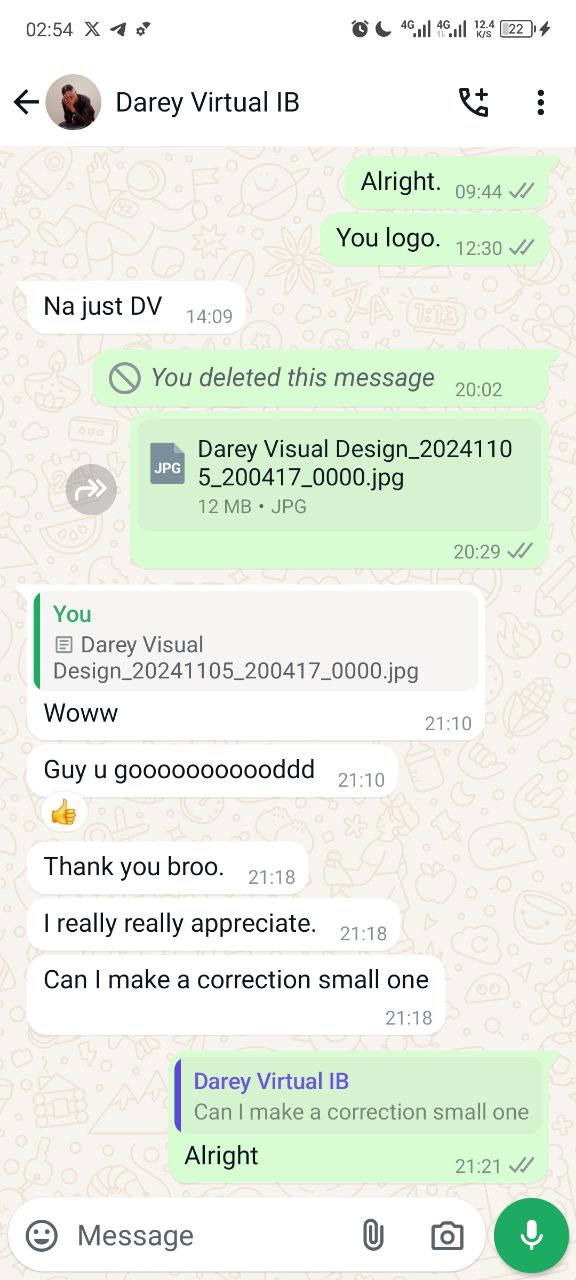 02:54
4G 4G 12.4 K/S 22
Darey Virtual IB
Alright. 09:44
You logo. 12:30
Na just DV 14:09
You deleted this message 20:02
JPG
Darey Visual Design_2024110
5_200417_0000.jpg
12 MB • JPG
20:29
You
Darey Visual
Design_20241105_200417_0000.jpg
Woww 21:10
Guy u gooooooooooddd 21:10
Thank you broo. 21:18
I really really appreciate. 21:18
Can I make a correction small one
21:18
Darey Virtual IB
Can I make a correction small one
Alright 21:21
Message